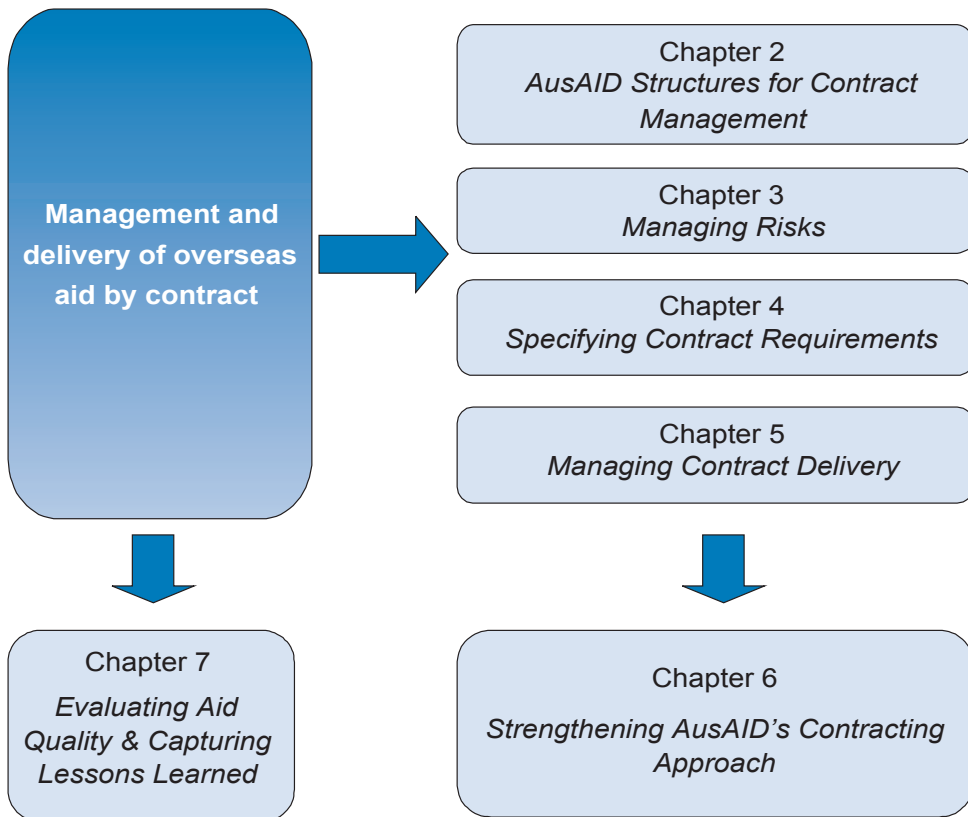 Management and
delivery of overseas
aid by contract
Chapter 2
AusAID Structures for Contract
Management
Chapter 3
Managing Risks
Chapter 4
Specifying Contract Requirements
Chapter 5
Managing Contract Delivery
Chapter 7
Evaluating Aid
Quality & Capturing
Lessons Learned
Chapter 6
Strengthening AusAID’s Contracting
Approach